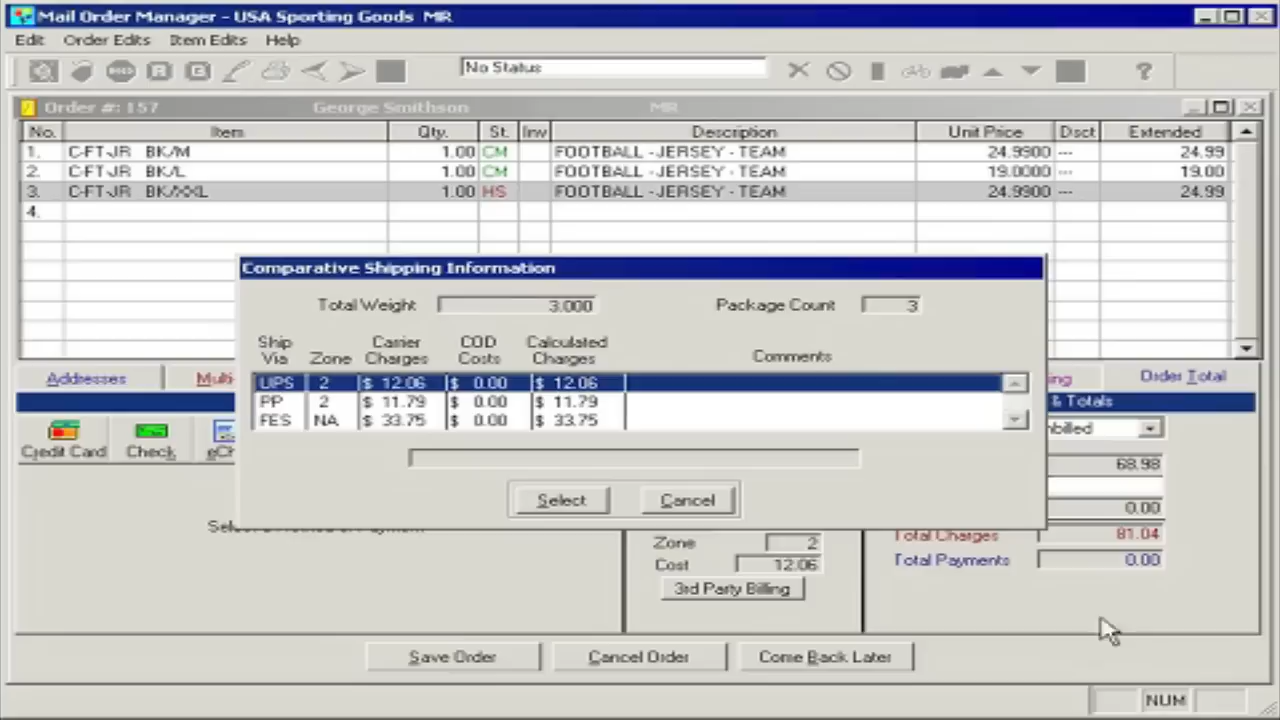 Mail Order Manager - USA Sporting Goods MR
Edit Order Edits Item Edits Help
No Status ?
Order #: 157 George Smithson MR
No. Item Qty. St. Inv Description Unit Price Dsct Extended
1. C-FT-JR BK/M 1.00 CM FOOTBALL - JERSEY - TEAM 24.9900 --- 24.99
2. C-FT-JR BK/L 1.00 CM FOOTBALL - JERSEY - TEAM 19.0000 --- 19.00
3. C-FT-JR BK/XXL 1.00 HS FOOTBALL - JERSEY - TEAM 24.9900 --- 24.99
4.
Comparative Shipping Information
Total Weight 3.000 Package Count 3
Ship Via Zone Carrier Charges COD Costs Calculated Charges Comments
UPS 2 $ 12.06 $ 0.00 $ 12.06
PP 2 $ 11.79 $ 0.00 $ 11.79
FES NA $ 33.75 $ 0.00 $ 33.75
Select Cancel
Addresses Multi- ing Order Total
& Totals
Credit Card Check eCh
nbilled
68.98
0.00
Total Charges 81.04
Total Payments 0.00
Zone 2
Cost 12.06
3rd Party Billing
Save Order Cancel Order Come Back Later
NUM